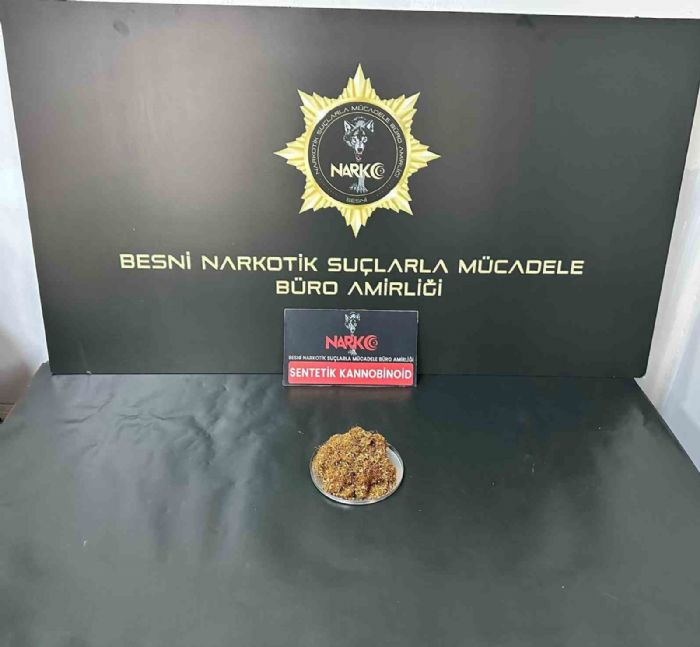 NARKOTİK SUÇLARLA MÜCADELE BÜRO AMİRLİĞİ
NARKO
BESNİ
BESNİ NARKOTİK SUÇLARLA MÜCADELE
BÜRO AMİRLİĞİ
NARKO
BESNİ NARKOTİK SUÇLARLA MÜCADELE BÜRO AMİRLİĞİ
SENTETİK KANNOBİNOİD